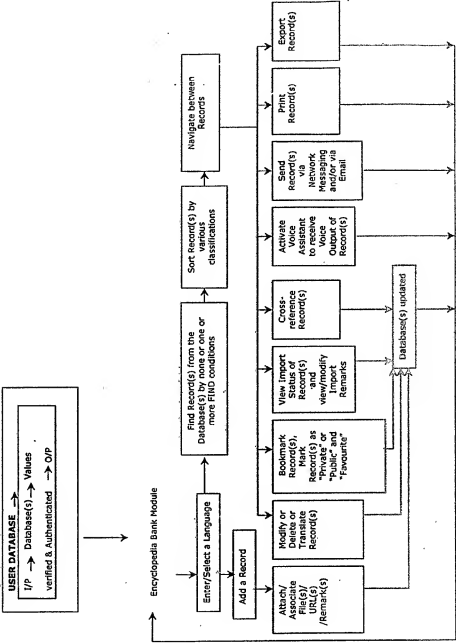 USER DATABASE →
I/P → Database(s) → Values
verified & Authenticated → O/P
Encyclopedia Bank Module
Enter/Select a Language
Find Record(s) from the
Database(s) by none or one or
more FIND conditions
Sort Record(s) by
various
classifications
Navigate between
Records
Add a Record
Attach/
Associate
File(s)/
URL(s)
/Remark(s)
Modify or
Delete or
Translate
Record(s)
Bookmark
Record(s),
Mark
Record(s) as
"Private" or
"Public" and
"Favourite"
View Import
Status of
Record(s)
and
view/modify
Import
Remarks
Cross-
reference
Record(s)
Activate
Voice
Assistant
to receive
Voice
Output of
Record(s)
Send
Record(s)
via
Network
Messaging
and/or via
Email
Print
Record(s)
Export
Record(s)
Database(s) updated